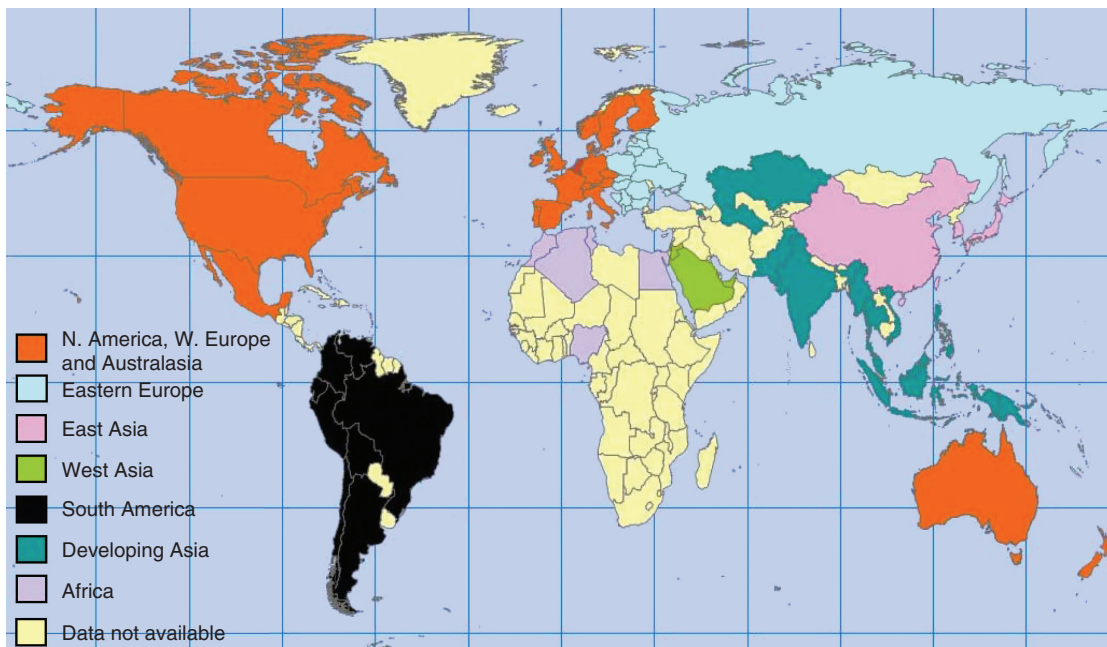 N. America, W. Europe
and Australasia
Eastern Europe
East Asia
West Asia
South America
Developing Asia
Africa
Data not available